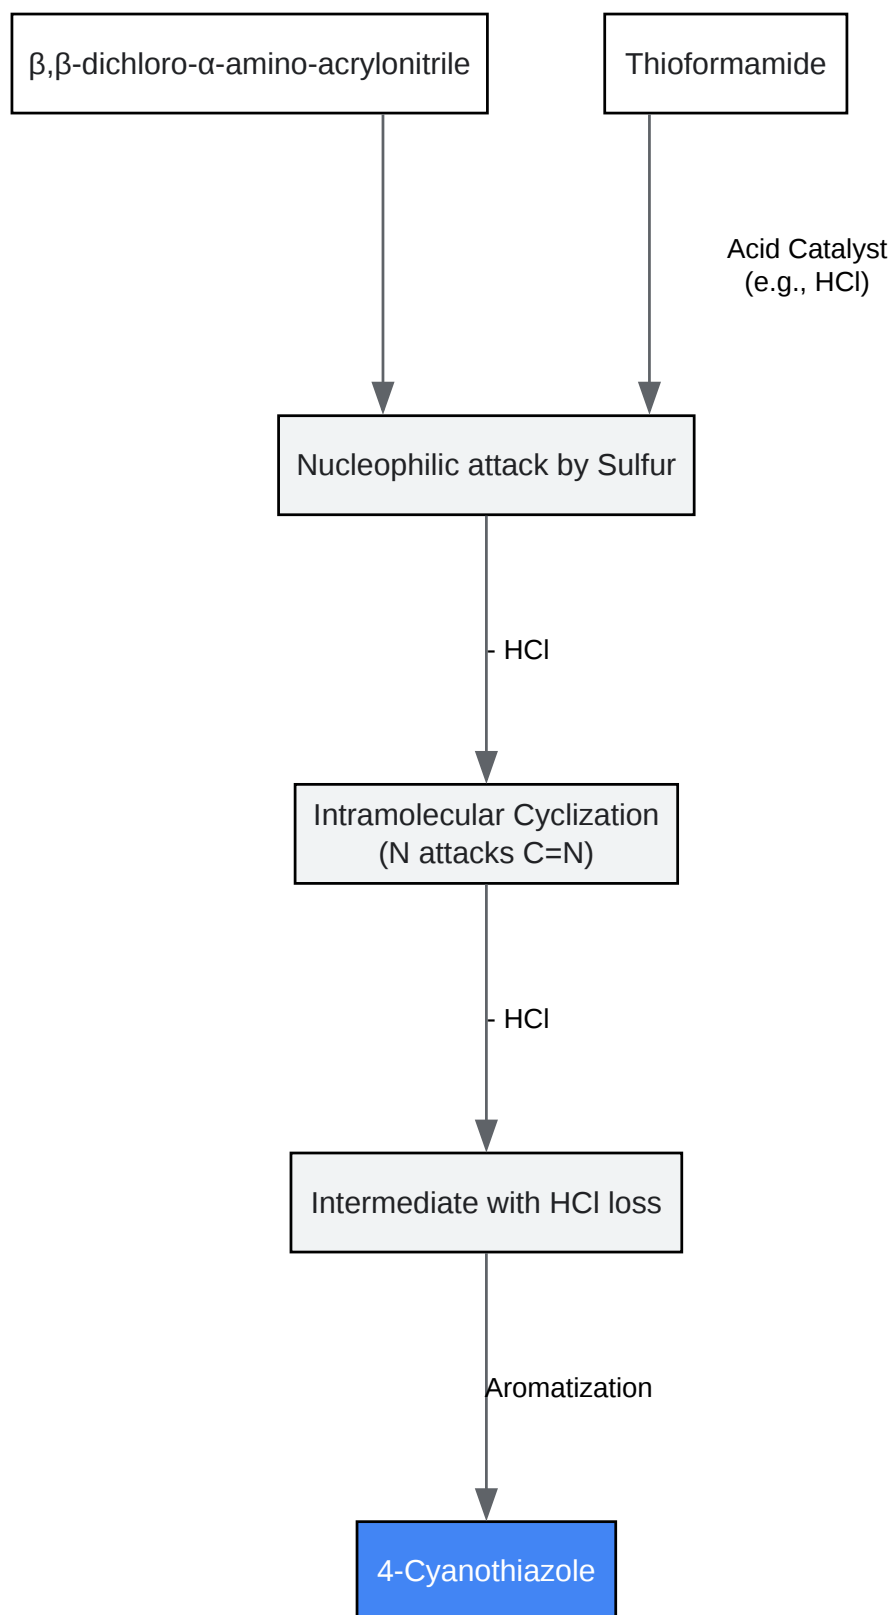 β,β-dichloro-α-amino-acrylonitrile
Thioformamide
Acid Catalyst
(e.g., HCl)
Nucleophilic attack by Sulfur
- HCl
Intramolecular Cyclization
(N attacks C=N)
- HCl
Intermediate with HCl loss
Aromatization
4-Cyanothiazole